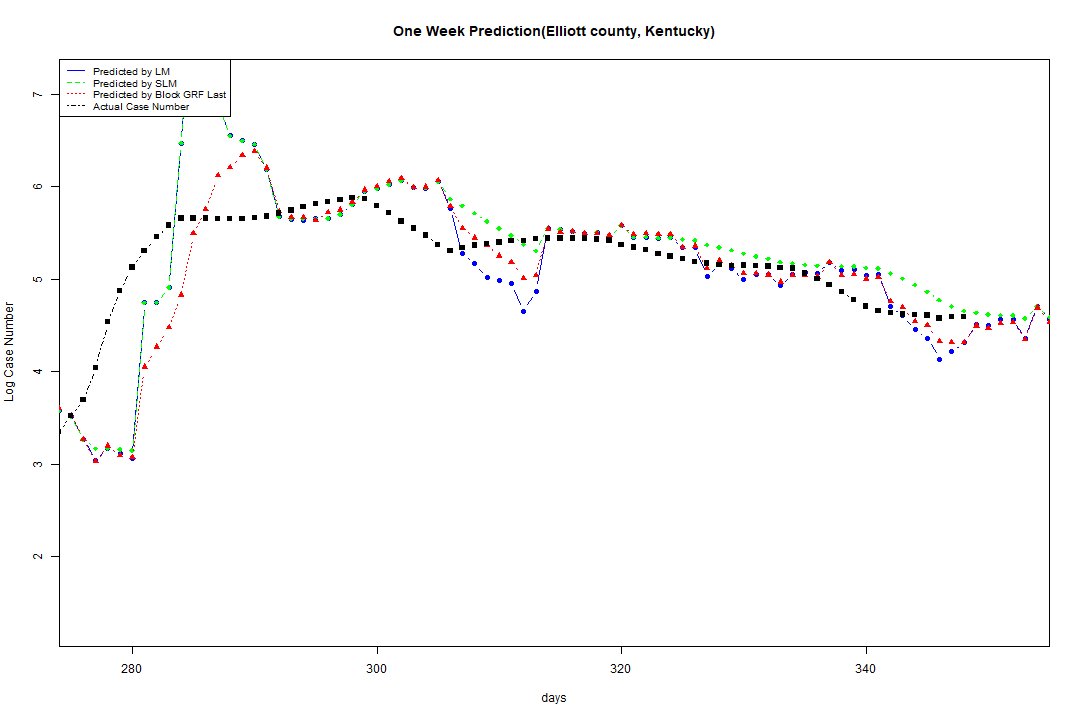 One Week Prediction(Elliott county, Kentucky)
Predicted by LM
Predicted by SLM
Predicted by Block GRF Last
Actual Case Number
7
6
5
4
3
2
Log Case Number
280 300 320 340
days